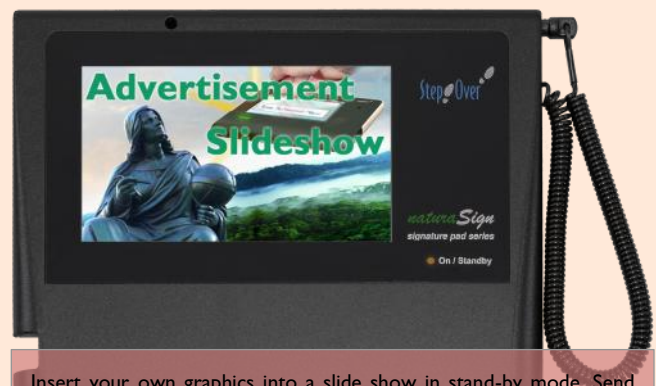 Advertisement
Slideshow
StepOver
naturaSign
signature pad series
On / Standby
Insert your own graphics into a slide show in stand-by mode. Send